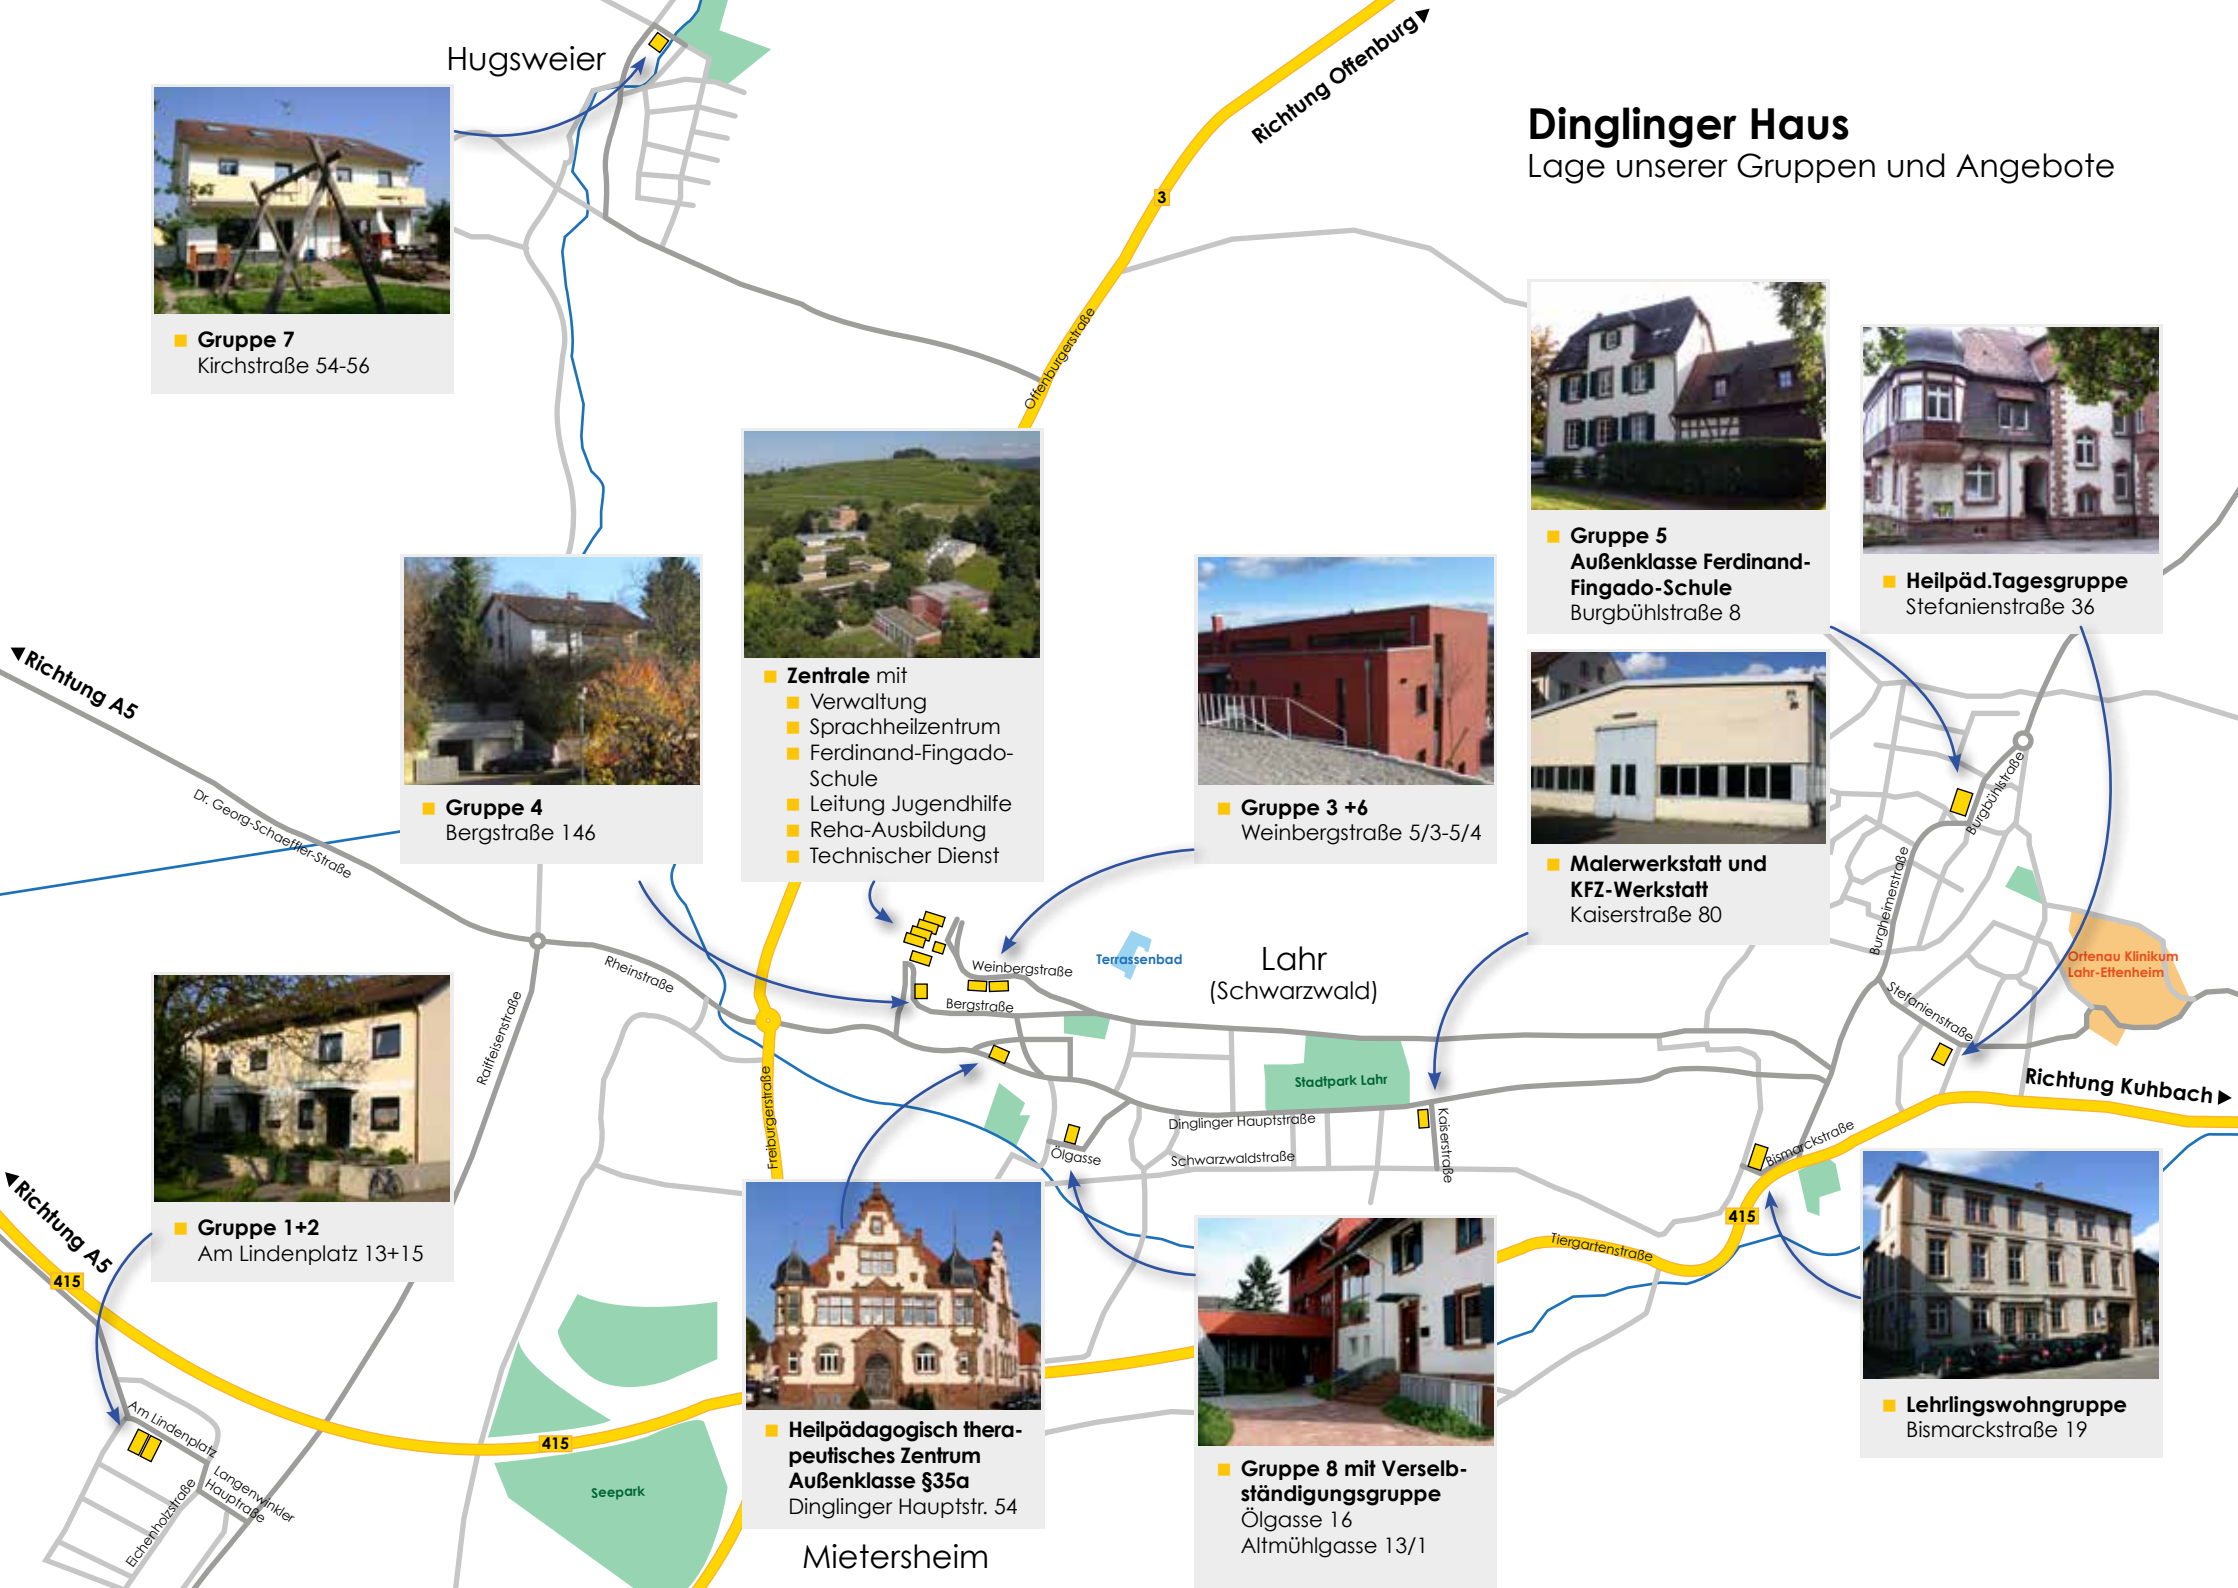 Dinglinger Haus
Lage unserer Gruppen und Angebote
Hugsweier
Richtung Offenburg
3
Offenburgerstraße
Gruppe 7
Kirchstraße 54-56
Gruppe 5
Außenklasse Ferdinand-
Fingado-Schule
Burgbühlstraße 8
Heilpäd.Tagesgruppe
Stefanienstraße 36
Richtung A5
Dr. Georg-Schaeffler-Straße
Gruppe 4
Bergstraße 146
Zentrale mit
Verwaltung
Sprachheilzentrum
Ferdinand-Fingado-
Schule
Leitung Jugendhilfe
Reha-Ausbildung
Technischer Dienst
Gruppe 3 +6
Weinbergstraße 5/3-5/4
Malerwerkstatt und
KFZ-Werkstatt
Kaiserstraße 80
Burgbühlstraße
Burgheimerstraße
Ortenau Klinikum
Lahr-Ettenheim
Stefanienstraße
Rheinstraße
Raiffeisenstraße
Weinbergstraße
Bergstraße
Terrassenbad
Lahr
(Schwarzwald)
Stadtpark Lahr
Dinglinger Hauptstraße
Schwarzwaldstraße
Kaiserstraße
Ölgasse
Freiburgerstraße
Richtung Kuhbach
Bismarckstraße
415
Tiergartenstraße
Gruppe 1+2
Am Lindenplatz 13+15
Richtung A5
415
Am Lindenplatz
Langenwinkler
Hauptraße
Eichenholzstraße
415
Seepark
Heilpädagogisch thera-
peutisches Zentrum
Außenklasse §35a
Dinglinger Hauptstr. 54
Mietersheim
Gruppe 8 mit Verselb-
ständigungsgruppe
Ölgasse 16
Altmühlgasse 13/1
Lehrlingswohngruppe
Bismarckstraße 19